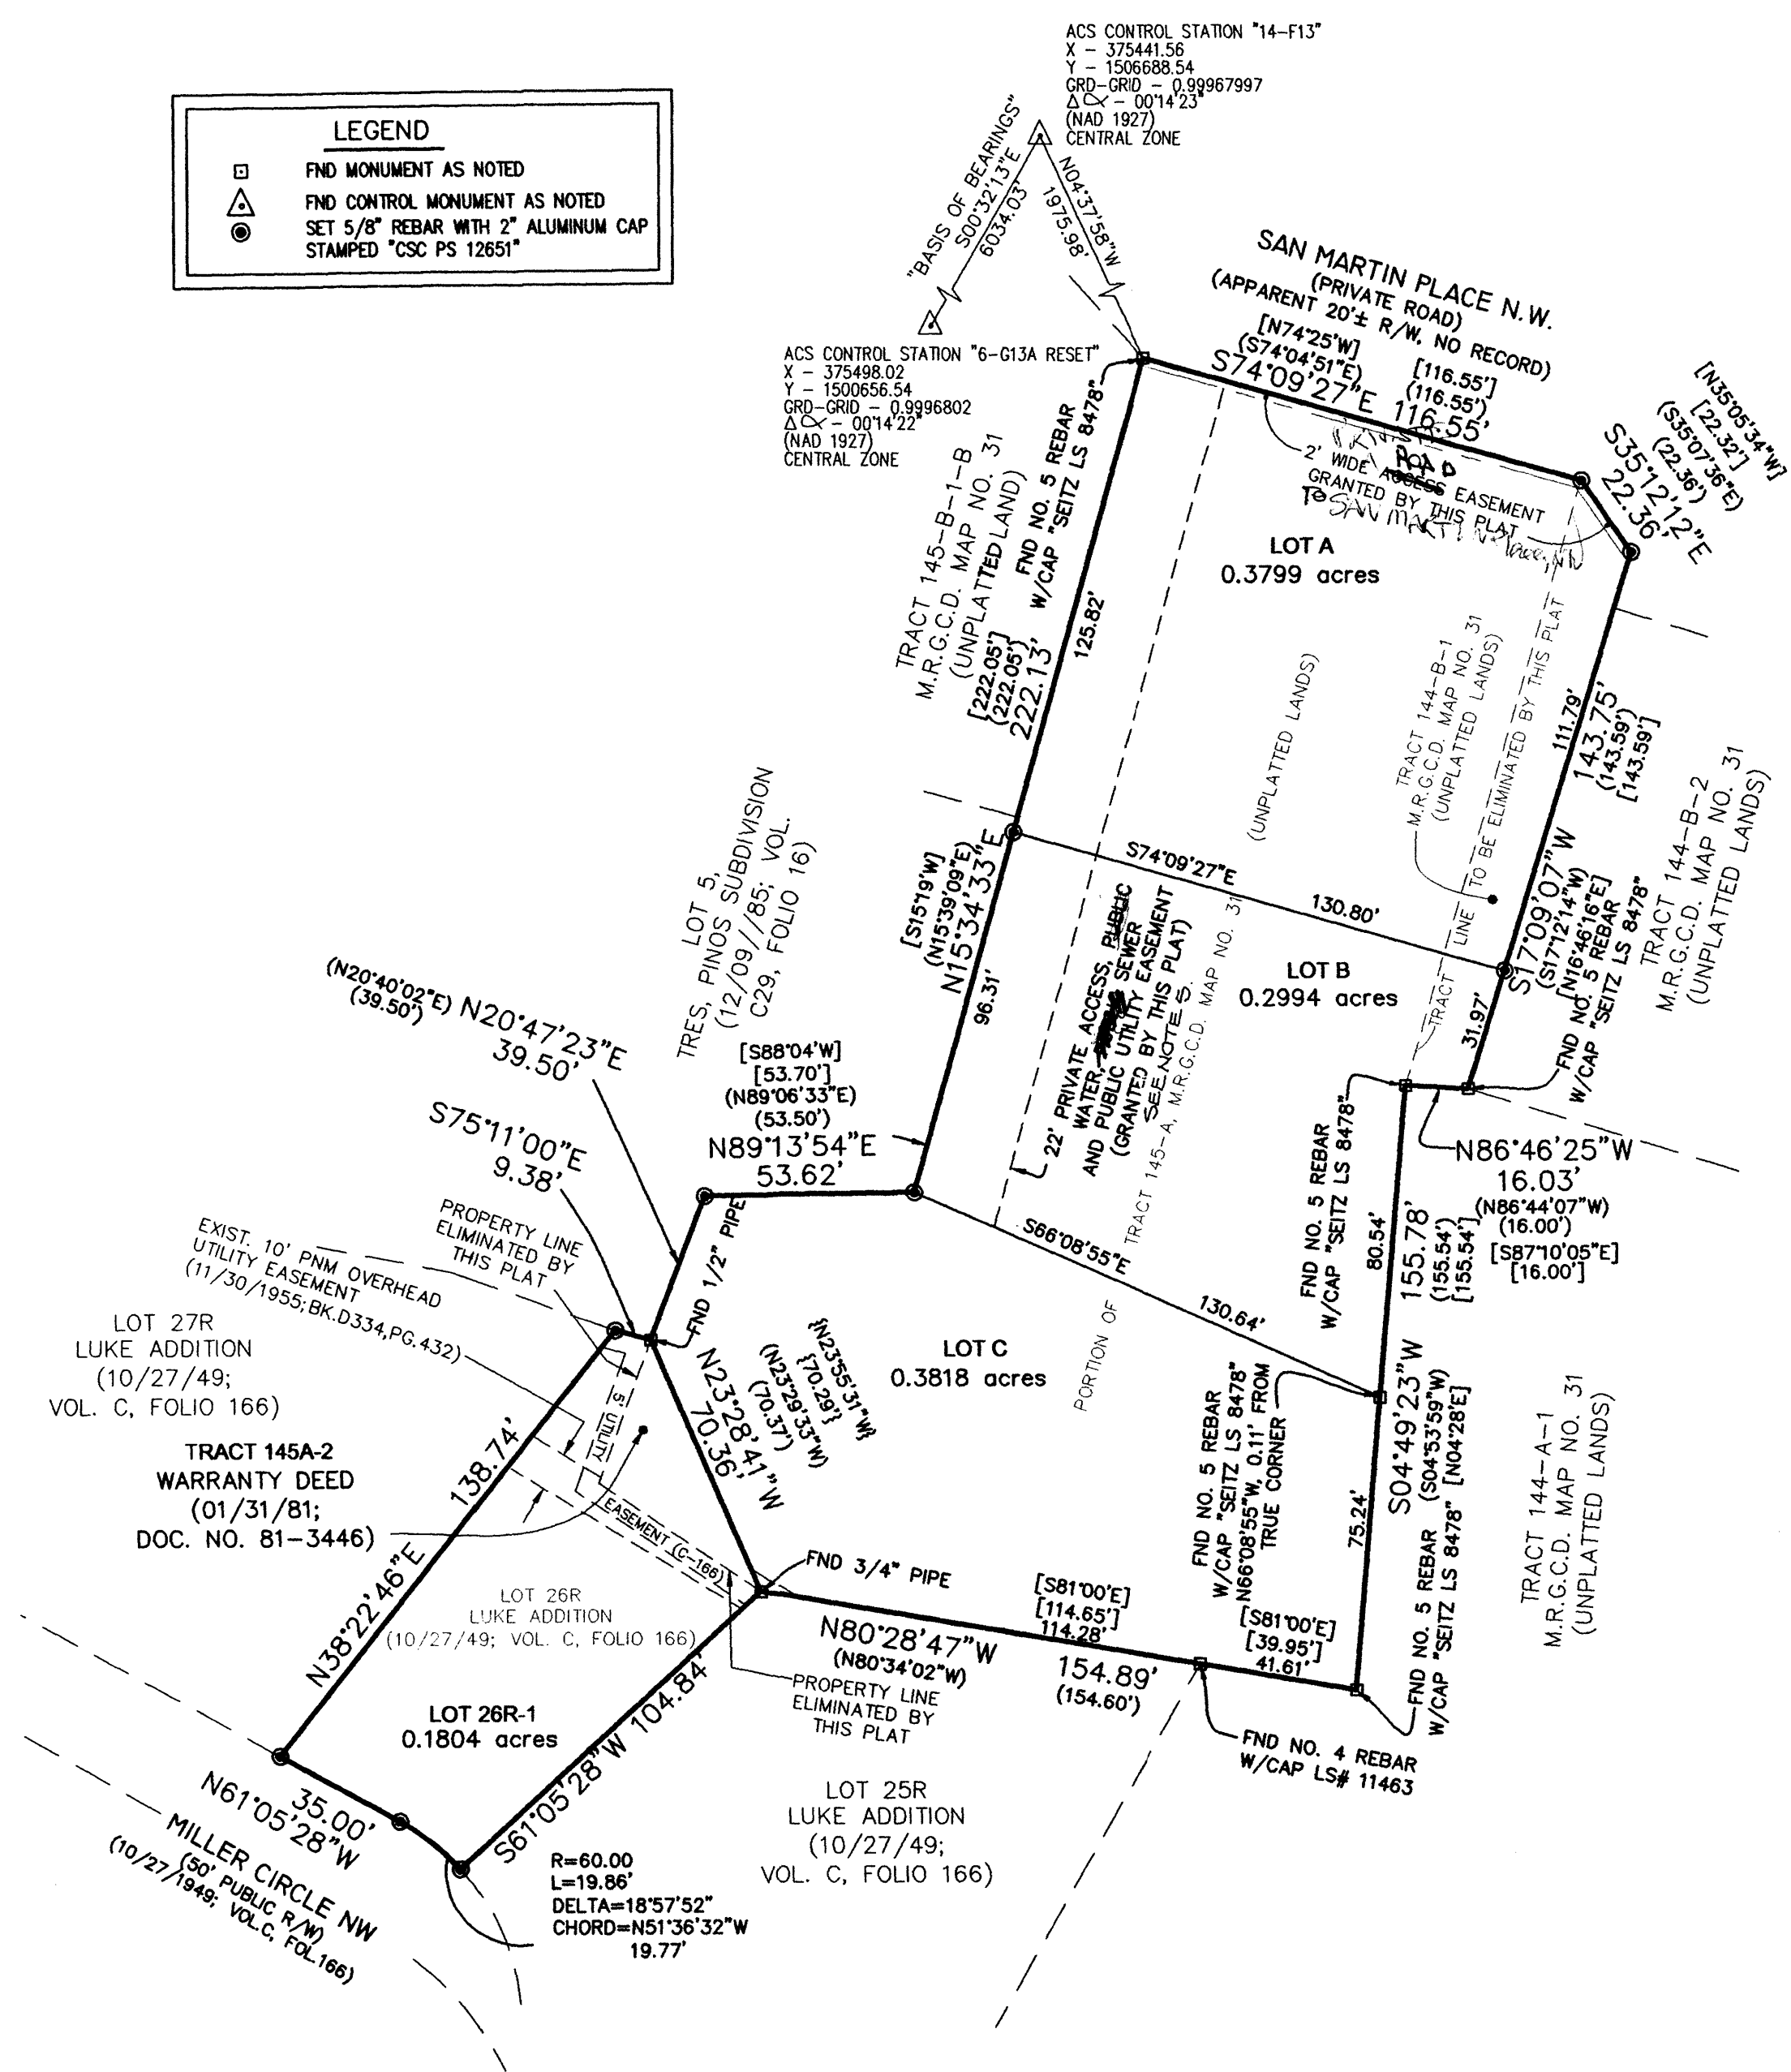 ACS CONTROL STATION "14-F13"
X - 375441.56
Y - 1506688.54
GRD-GRID - 0.99967997
Δ∝ - 00°14'23"
(NAD 1927)
CENTRAL ZONE
LEGEND
FND MONUMENT AS NOTED
FND CONTROL MONUMENT AS NOTED
SET 5/8" REBAR WITH 2" ALUMINUM CAP
STAMPED "CSC PS 12651"
"BASIS OF BEARINGS"
S00°32'13"E
6034.03'
N04°37'58"W
1975.98'
ACS CONTROL STATION "6-G13A RESET"
X - 375498.02
Y - 1500656.54
GRD-GRID - 0.9996802
Δ∝ - 00°14'22"
(NAD 1927)
CENTRAL ZONE
SAN MARTIN PLACE N.W.
(PRIVATE ROAD)
(APPARENT 20'± R/W, NO RECORD)
[N74°25'W]
(S74°04'51"E)
S74°09'27"E
[116.55']
(116.55')
116.55'
[N35°05'34"W]
[22.32']
(S35°07'36"E)
(22.36')
S35°12'12"E
22.36'
ROAD
2' WIDE ACCESS EASEMENT
GRANTED BY THIS PLAT
TO SAN MARTIN Place, NW
LOT A
0.3799 acres
TRACT 145-B-1-B
M.R.G.C.D. MAP NO. 31
(UNPLATTED LAND)
FND NO. 5 REBAR
W/CAP "SEITZ LS 8478"
[222.05']
(222.05')
222.13'
125.82'
(UNPLATTED LANDS)
TRACT 144-B-1
M.R.G.C.D. MAP NO. 31
(UNPLATTED LANDS)
TRACT LINE TO BE ELIMINATED BY THIS PLAT
111.79'
143.75'
(143.59')
[143.59']
S17°09'07"W
(S17°12'14"W)
[N16°46'16"E]
FND NO. 5 REBAR
W/CAP "SEITZ LS 8478"
TRACT 144-B-2
M.R.G.C.D. MAP NO. 31
(UNPLATTED LANDS)
LOT 5,
TRES, PINOS SUBDIVISION
(12/09//85; VOL.
C29, FOLIO 16)
[S15°19'W]
(N15°39'09"E)
N15°34'33"E
96.31'
S74°09'27"E
130.80'
LOT B
0.2994 acres
31.97'
22' PRIVATE ACCESS, PUBLIC
WATER, SEWER
AND PUBLIC UTILITY EASEMENT
(GRANTED BY THIS PLAT)
SEE NOTE 5.
PORTION OF TRACT 145-A, M.R.G.C.D. MAP NO. 31
(N20°40'02"E)
(39.50')
N20°47'23"E
39.50'
S75°11'00"E
9.38'
[S88°04'W]
[53.70']
(N89°06'33"E)
(53.50')
N89°13'54"E
53.62'
FND NO. 5 REBAR
W/CAP "SEITZ LS 8478"
N86°46'25"W
16.03'
(N86°44'07"W)
(16.00')
[S87°10'05"E]
[16.00']
80.54'
155.78'
(155.54')
[155.54']
S66°08'55"E
130.64'
PROPERTY LINE
ELIMINATED BY
THIS PLAT
FND 1/2" PIPE
EXIST. 10' PNM OVERHEAD
UTILITY EASEMENT
(11/30/1955;BK.D334,PG.432)
LOT 27R
LUKE ADDITION
(10/27/49;
VOL. C, FOLIO 166)
TRACT 145A-2
WARRANTY DEED
(01/31/81;
DOC. NO. 81-3446)
LOT C
0.3818 acres
{N23°55'31"W}
{70.29'}
(N23°29'33"W)
(70.37')
N23°28'41"W
70.36'
5' UTILITY
EASEMENT (C-166)
138.74'
N38°22'46"E
FND NO. 5 REBAR
W/CAP "SEITZ LS 8478"
N66°08'55"W, 0.11' FROM
TRUE CORNER
S04°49'23"W
(S04°53'59"W)
[N04°28'E]
75.24'
FND NO. 5 REBAR
W/CAP "SEITZ LS 8478"
TRACT 144-A-1
M.R.G.C.D. MAP NO. 31
(UNPLATTED LANDS)
FND 3/4" PIPE
[S81°00'E]
[114.65']
114.28'
[S81°00'E]
[39.95']
41.61'
N80°28'47"W
(N80°34'02"W)
154.89'
(154.60')
LOT 26R
LUKE ADDITION
(10/27/49; VOL. C, FOLIO 166)
PROPERTY LINE
ELIMINATED BY
THIS PLAT
LOT 26R-1
0.1804 acres
S61°05'28"W 104.84'
FND NO. 4 REBAR
W/CAP LS# 11463
35.00'
N61°05'28"W
MILLER CIRCLE NW
(50' PUBLIC R/W)
(10/27/1949; VOL.C, FOL.166)
LOT 25R
LUKE ADDITION
(10/27/49;
VOL. C, FOLIO 166)
R=60.00
L=19.86'
DELTA=18°57'52"
CHORD=N51°36'32"W
19.77'